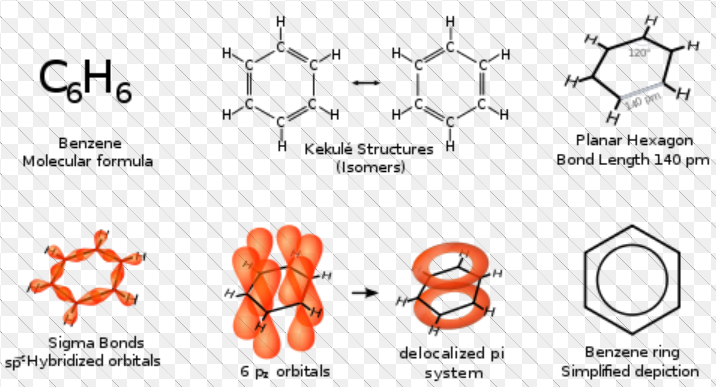 C6H6
Benzene
Molecular formula
H
H C C H
C C
H C C H
H
H
H C C H
C C
H C C H
H
Kekulé Structures
(Isomers)
H
H H
120°
H H
140 pm
H
Planar Hexagon
Bond Length 140 pm
H
H H
H H
H
Sigma Bonds
sp² Hybridized orbitals
H
H H
H H
H
6 pz orbitals
H
H H
H H
H
delocalized pi
system
Benzene ring
Simplified depiction